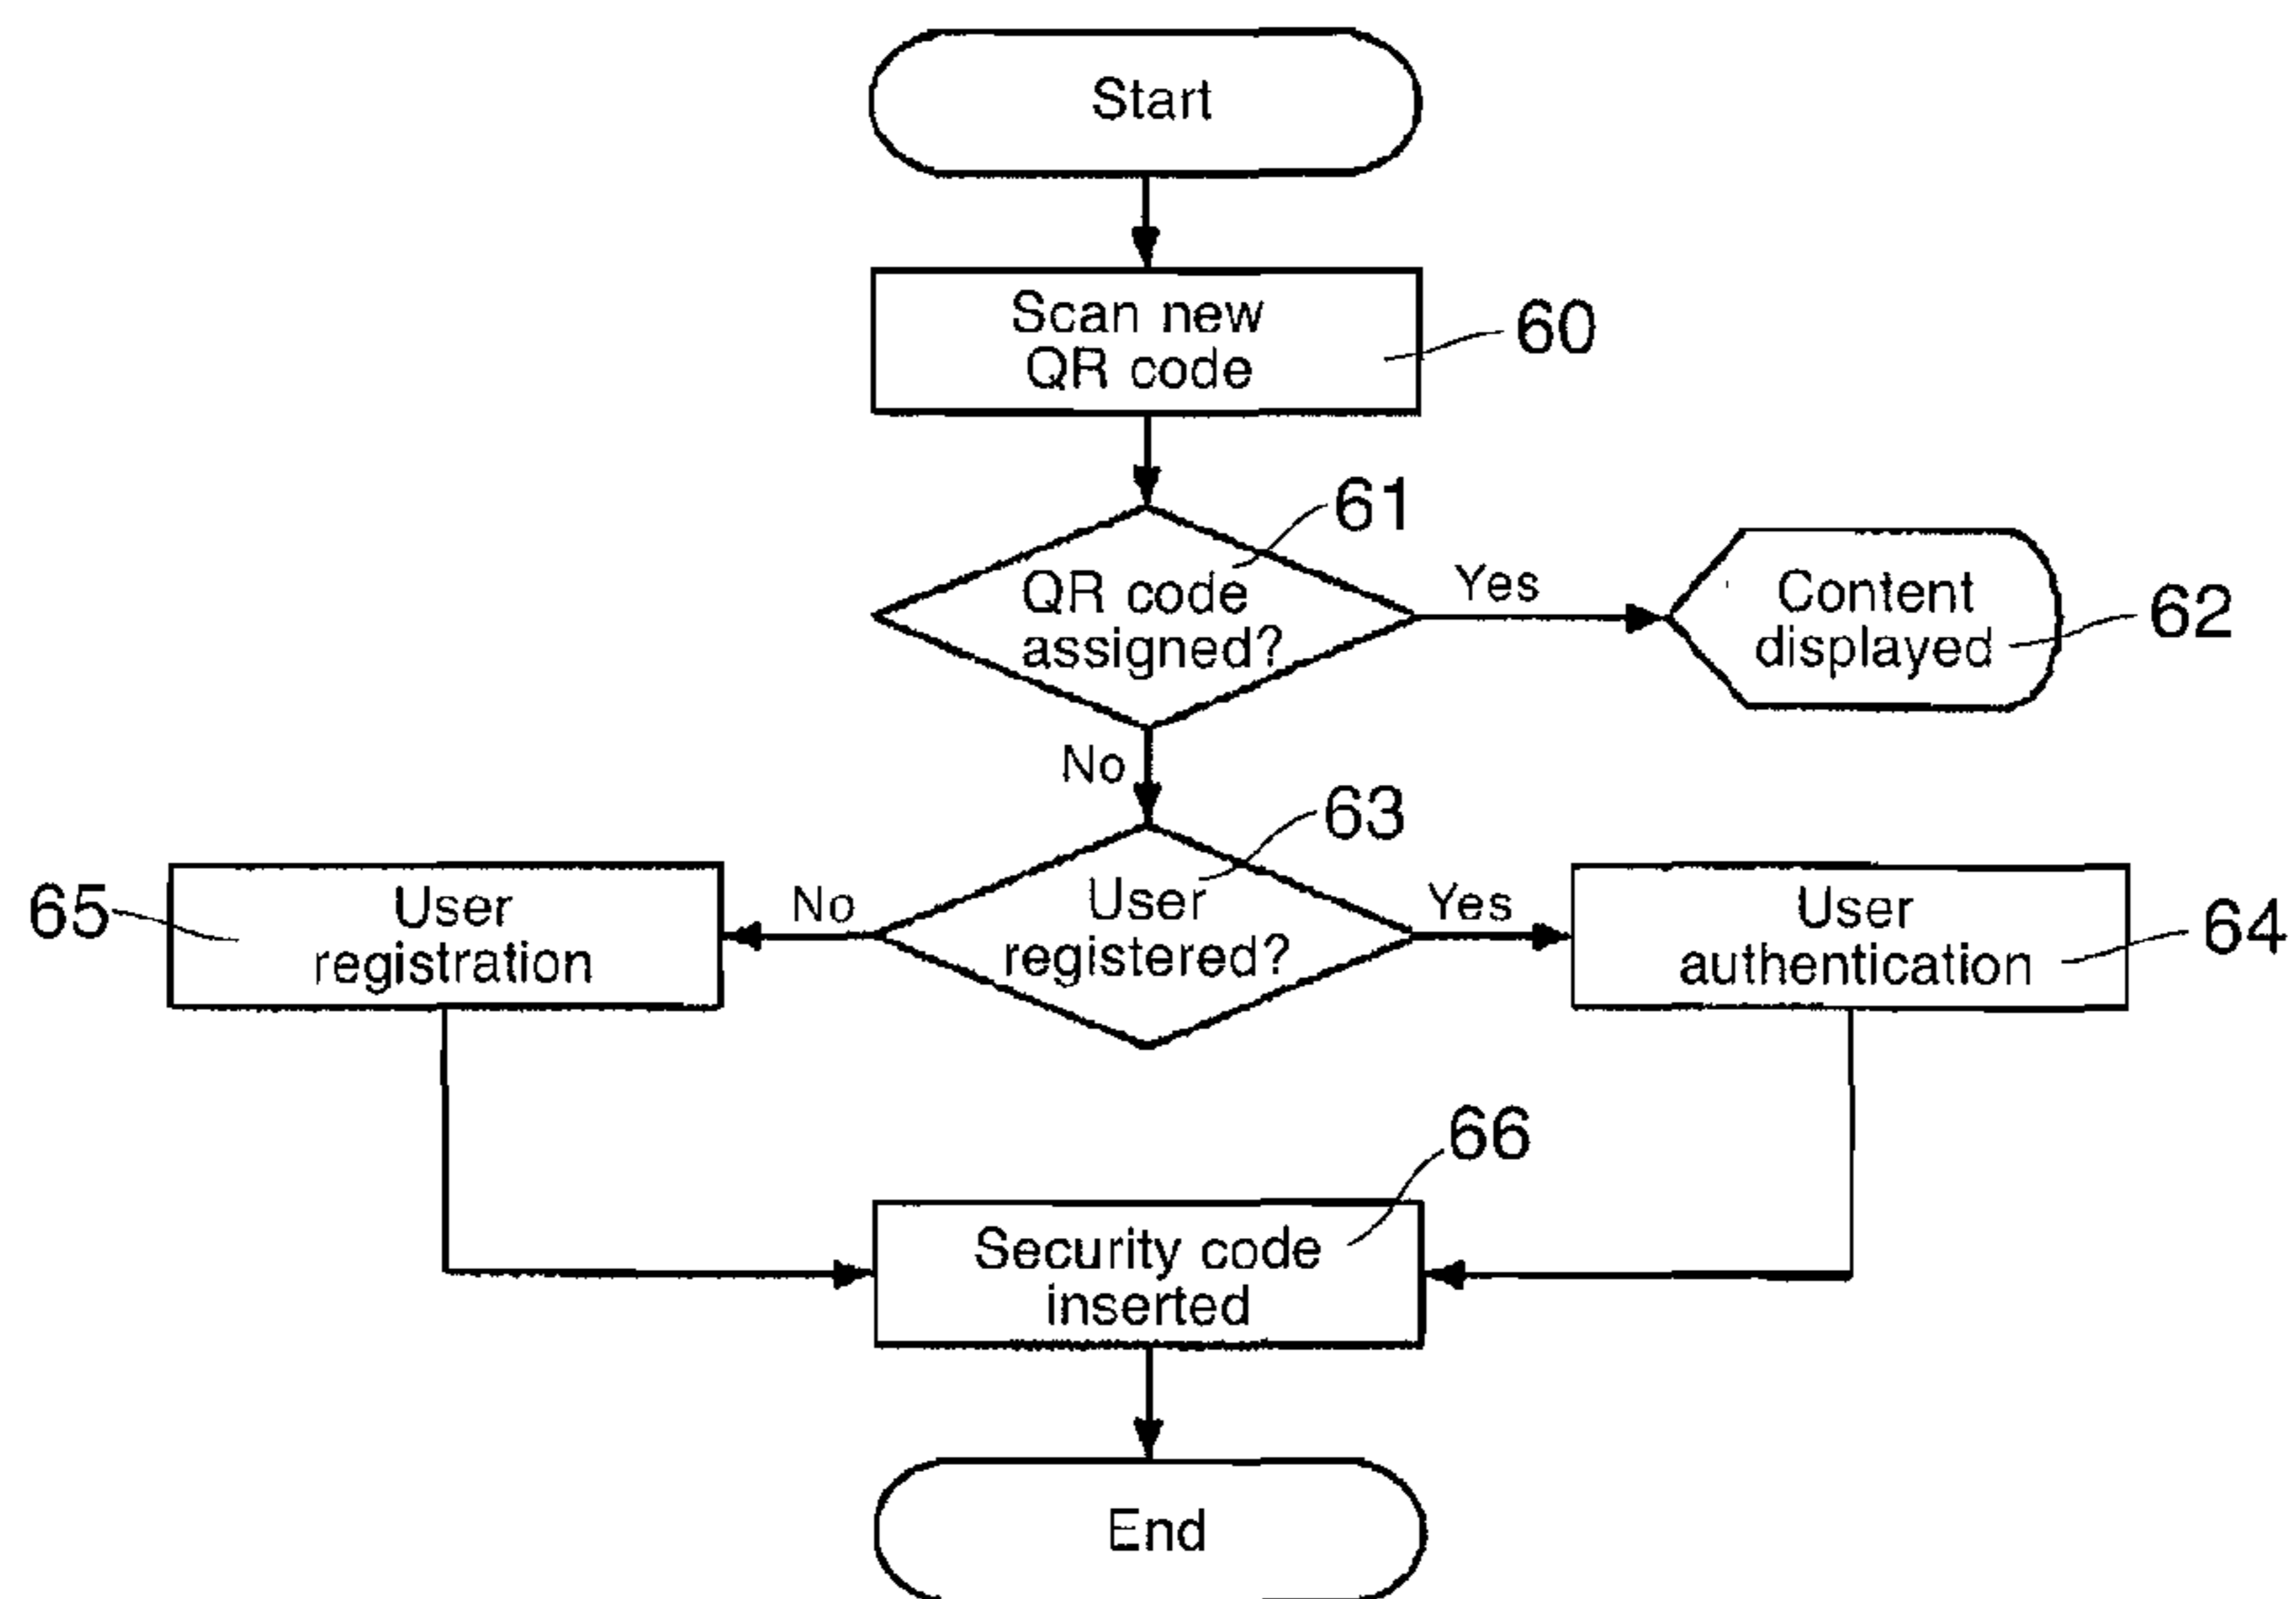 Start
Scan new
QR code
60
61
QR code
assigned?
Yes
Content
displayed
62
No
63
65
User
registration
No
User
registered?
Yes
User
authentication
64
66
Security code
inserted
End